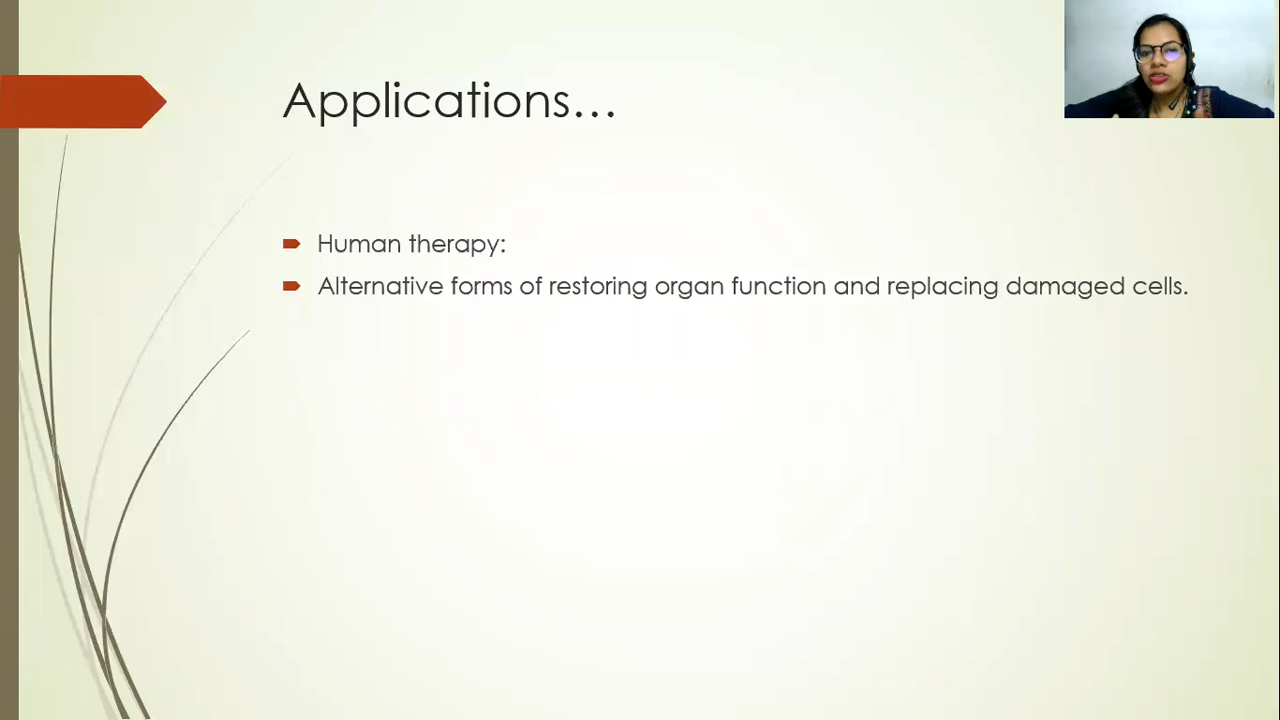 Applications…
Human therapy:
Alternative forms of restoring organ function and replacing damaged cells.